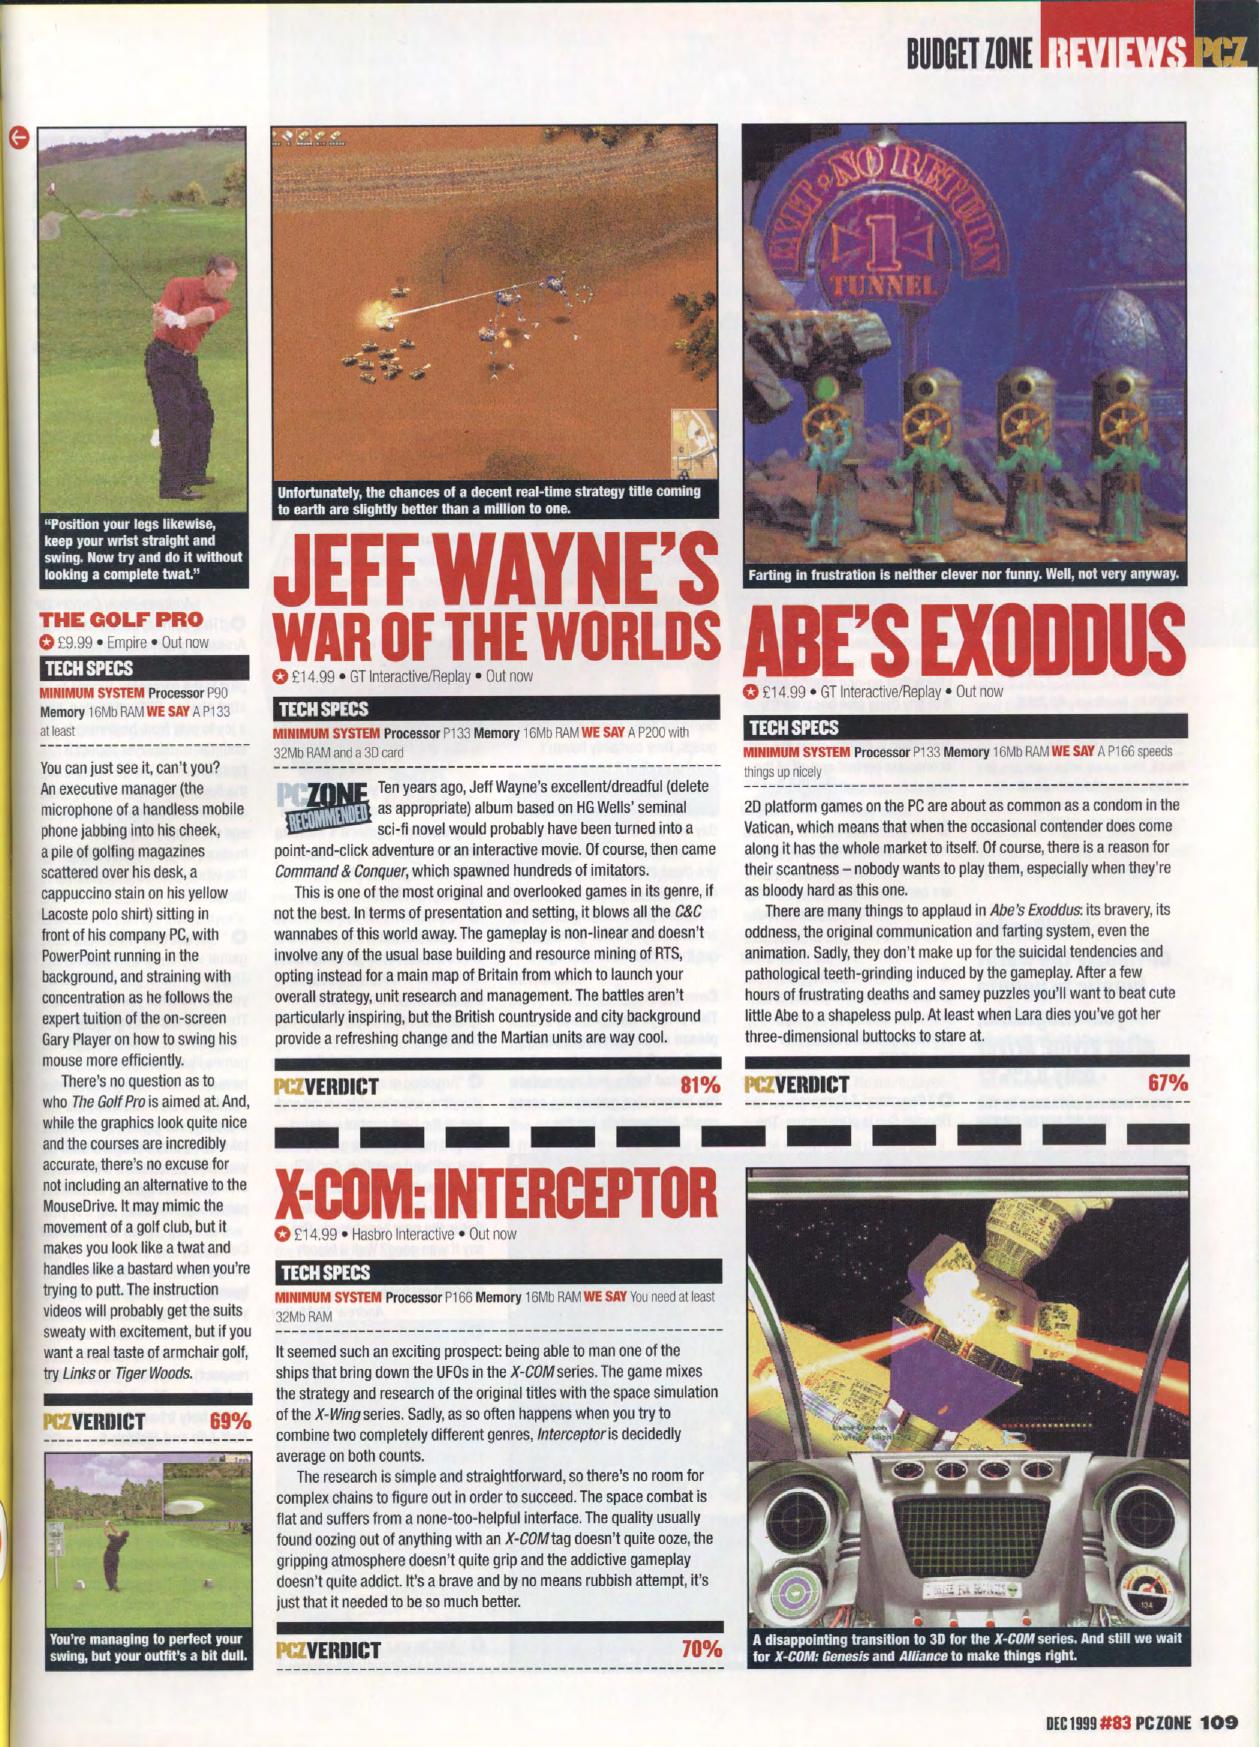 BUDGET ZONE REVIEWS PCZ
"Position your legs likewise,
keep your wrist straight and
swing. Now try and do it without
looking a complete twat."
THE GOLF PRO
£9.99 • Empire • Out now
TECH SPECS
MINIMUM SYSTEM Processor P90
Memory 16Mb RAM WE SAY A P133
at least
You can just see it, can't you?
An executive manager (the
microphone of a handless mobile
phone jabbing into his cheek,
a pile of golfing magazines
scattered over his desk, a
cappuccino stain on his yellow
Lacoste polo shirt) sitting in
front of his company PC, with
PowerPoint running in the
background, and straining with
concentration as he follows the
expert tuition of the on-screen
Gary Player on how to swing his
mouse more efficiently.
There's no question as to
who The Golf Pro is aimed at. And,
while the graphics look quite nice
and the courses are incredibly
accurate, there's no excuse for
not including an alternative to the
MouseDrive. It may mimic the
movement of a golf club, but it
makes you look like a twat and
handles like a bastard when you're
trying to putt. The instruction
videos will probably get the suits
sweaty with excitement, but if you
want a real taste of armchair golf,
try Links or Tiger Woods.
PCZVERDICT 69%
You're managing to perfect your
swing, but your outfit's a bit dull.
Unfortunately, the chances of a decent real-time strategy title coming
to earth are slightly better than a million to one.
JEFF WAYNE'S
WAR OF THE WORLDS
£14.99 • GT Interactive/Replay • Out now
TECH SPECS
MINIMUM SYSTEM Processor P133 Memory 16Mb RAM WE SAY A P200 with
32Mb RAM and a 3D card
PCZONE
RECOMMENDED
Ten years ago, Jeff Wayne's excellent/dreadful (delete
as appropriate) album based on HG Wells' seminal
sci-fi novel would probably have been turned into a
point-and-click adventure or an interactive movie. Of course, then came
Command & Conquer, which spawned hundreds of imitators.
This is one of the most original and overlooked games in its genre, if
not the best. In terms of presentation and setting, it blows all the C&C
wannabes of this world away. The gameplay is non-linear and doesn't
involve any of the usual base building and resource mining of RTS,
opting instead for a main map of Britain from which to launch your
overall strategy, unit research and management. The battles aren't
particularly inspiring, but the British countryside and city background
provide a refreshing change and the Martian units are way cool.
PCZVERDICT 81%
EXIT NO RETURN
1
TUNNEL
Farting in frustration is neither clever nor funny. Well, not very anyway.
ABE'S EXODDUS
£14.99 • GT Interactive/Replay • Out now
TECH SPECS
MINIMUM SYSTEM Processor P133 Memory 16Mb RAM WE SAY A P166 speeds
things up nicely
2D platform games on the PC are about as common as a condom in the
Vatican, which means that when the occasional contender does come
along it has the whole market to itself. Of course, there is a reason for
their scantness – nobody wants to play them, especially when they're
as bloody hard as this one.
There are many things to applaud in Abe's Exoddus: its bravery, its
oddness, the original communication and farting system, even the
animation. Sadly, they don't make up for the suicidal tendencies and
pathological teeth-grinding induced by the gameplay. After a few
hours of frustrating deaths and samey puzzles you'll want to beat cute
little Abe to a shapeless pulp. At least when Lara dies you've got her
three-dimensional buttocks to stare at.
PCZVERDICT 67%
X-COM: INTERCEPTOR
£14.99 • Hasbro Interactive • Out now
TECH SPECS
MINIMUM SYSTEM Processor P166 Memory 16Mb RAM WE SAY You need at least
32Mb RAM
It seemed such an exciting prospect: being able to man one of the
ships that bring down the UFOs in the X-COM series. The game mixes
the strategy and research of the original titles with the space simulation
of the X-Wing series. Sadly, as so often happens when you try to
combine two completely different genres, Interceptor is decidedly
average on both counts.
The research is simple and straightforward, so there's no room for
complex chains to figure out in order to succeed. The space combat is
flat and suffers from a none-too-helpful interface. The quality usually
found oozing out of anything with an X-COM tag doesn't quite ooze, the
gripping atmosphere doesn't quite grip and the addictive gameplay
doesn't quite addict. It's a brave and by no means rubbish attempt, it's
just that it needed to be so much better.
PCZVERDICT 70%
134
A disappointing transition to 3D for the X-COM series. And still we wait
for X-COM: Genesis and Alliance to make things right.
DEC 1999 #83 PC ZONE 109